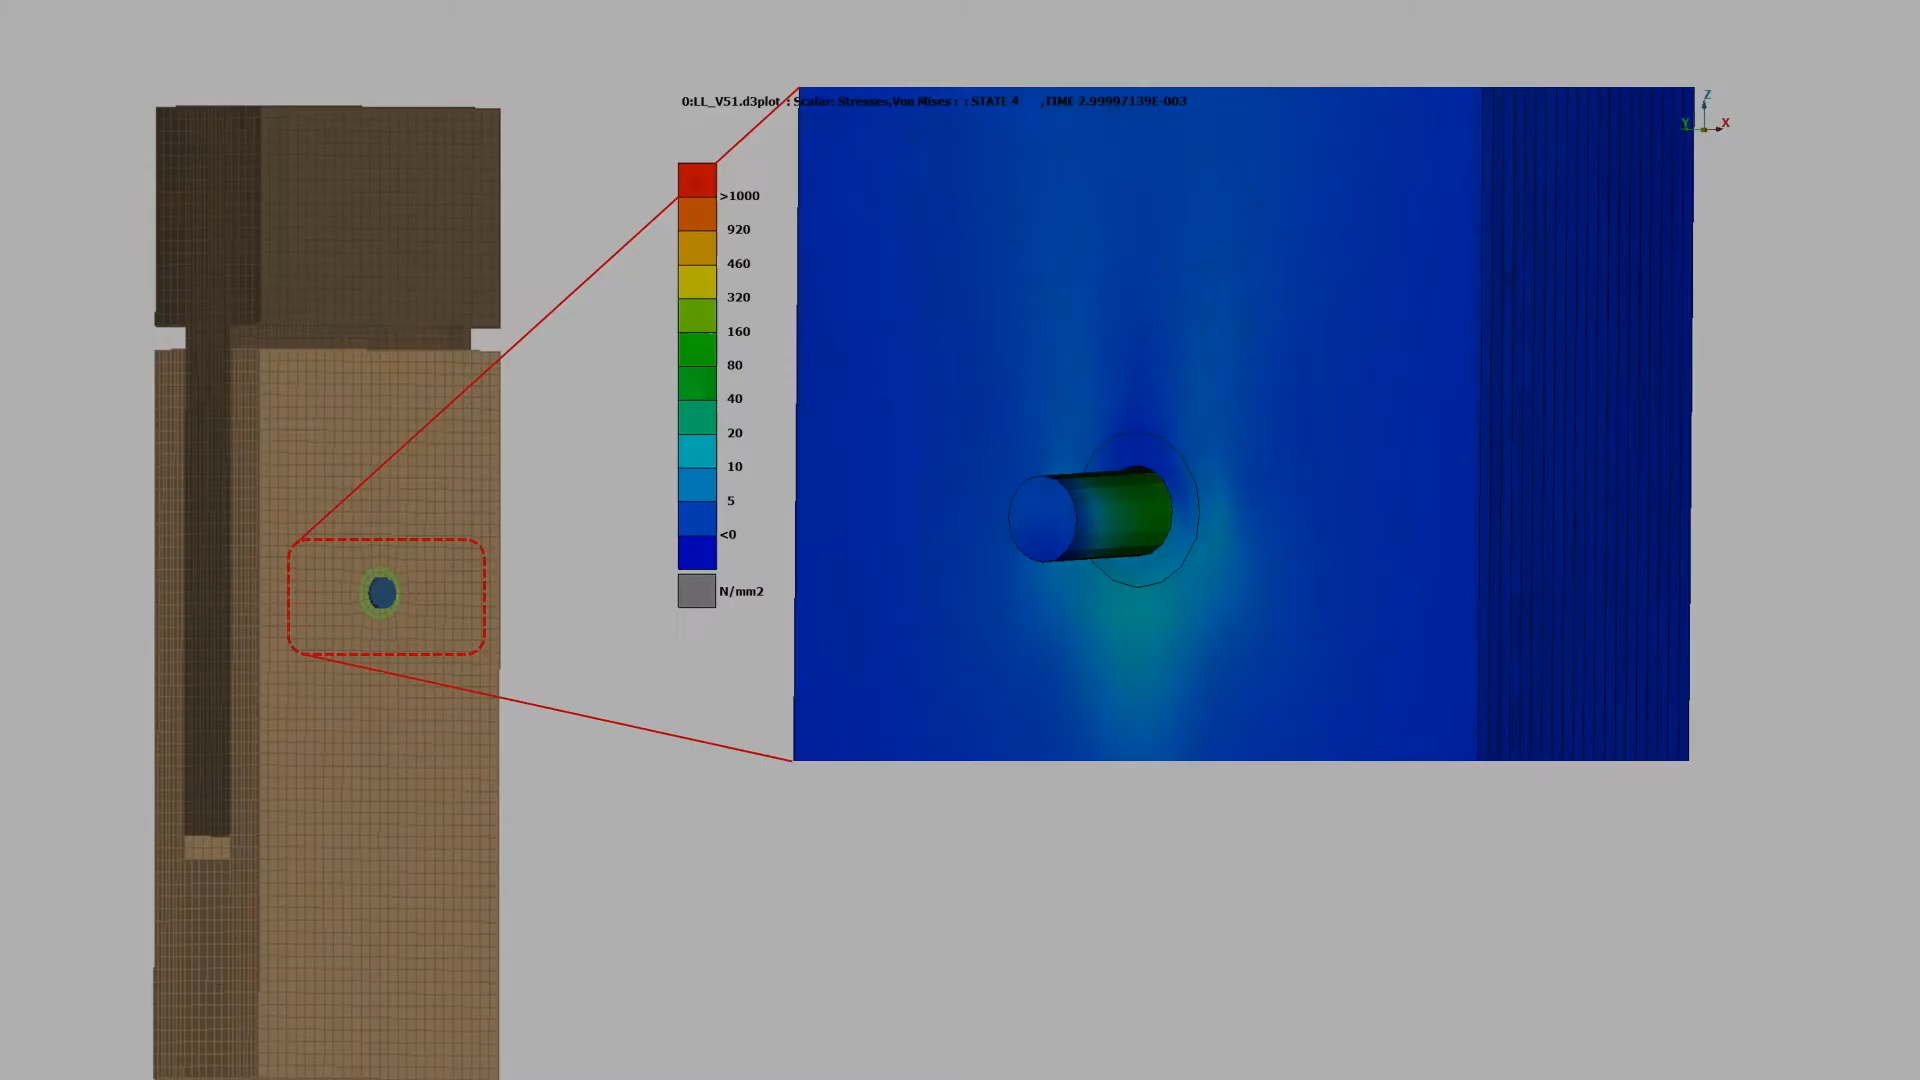 0:LL_V51.d3plot : Scalar: Stresses,Von Mises : : STATE 4 ,TIME 2.99997139E-003
>1000
920
460
320
160
80
40
20
10
5
<0
N/mm2
Z
Y
X